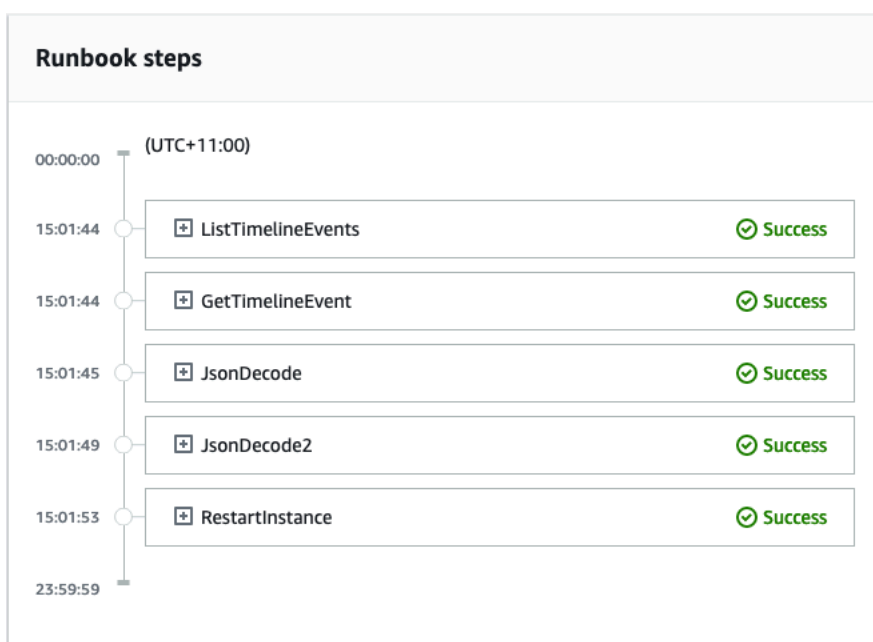 Runbook steps
(UTC+11:00)
00:00:00
15:01:44 ListTimelineEvents Success
15:01:44 GetTimelineEvent Success
15:01:45 JsonDecode Success
15:01:49 JsonDecode2 Success
15:01:53 RestartInstance Success
23:59:59